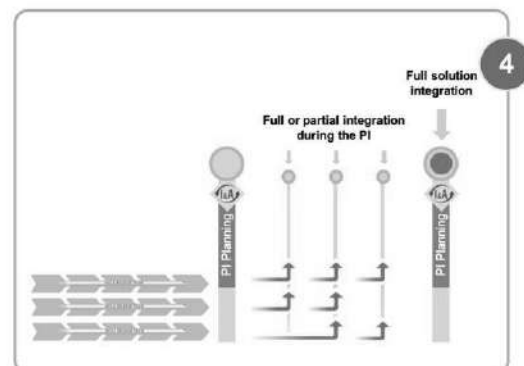 4
Full solution
integration
Full or partial integration
during the PI
I&A
I&A
PI Planning
PI Planning